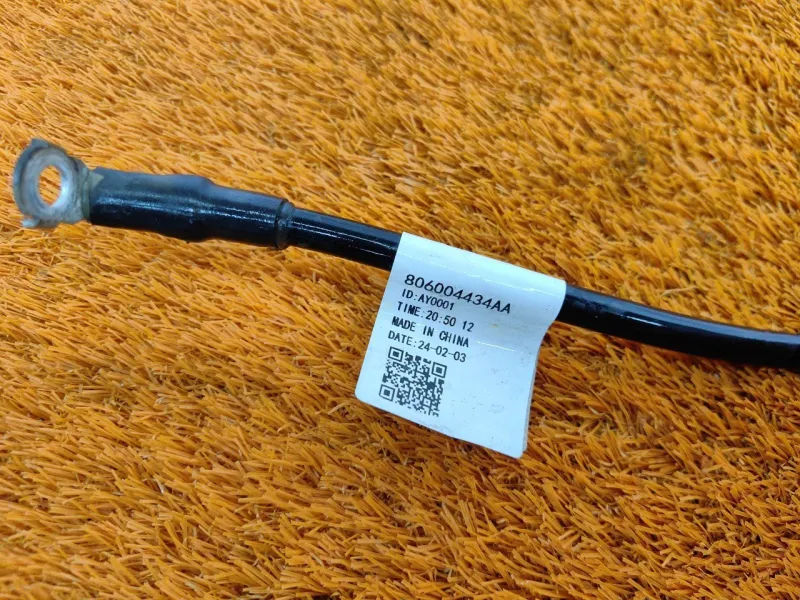 806004434AA
ID:AY0001
TIME:20:50 12
MADE IN CHINA
DATE:24-02-03